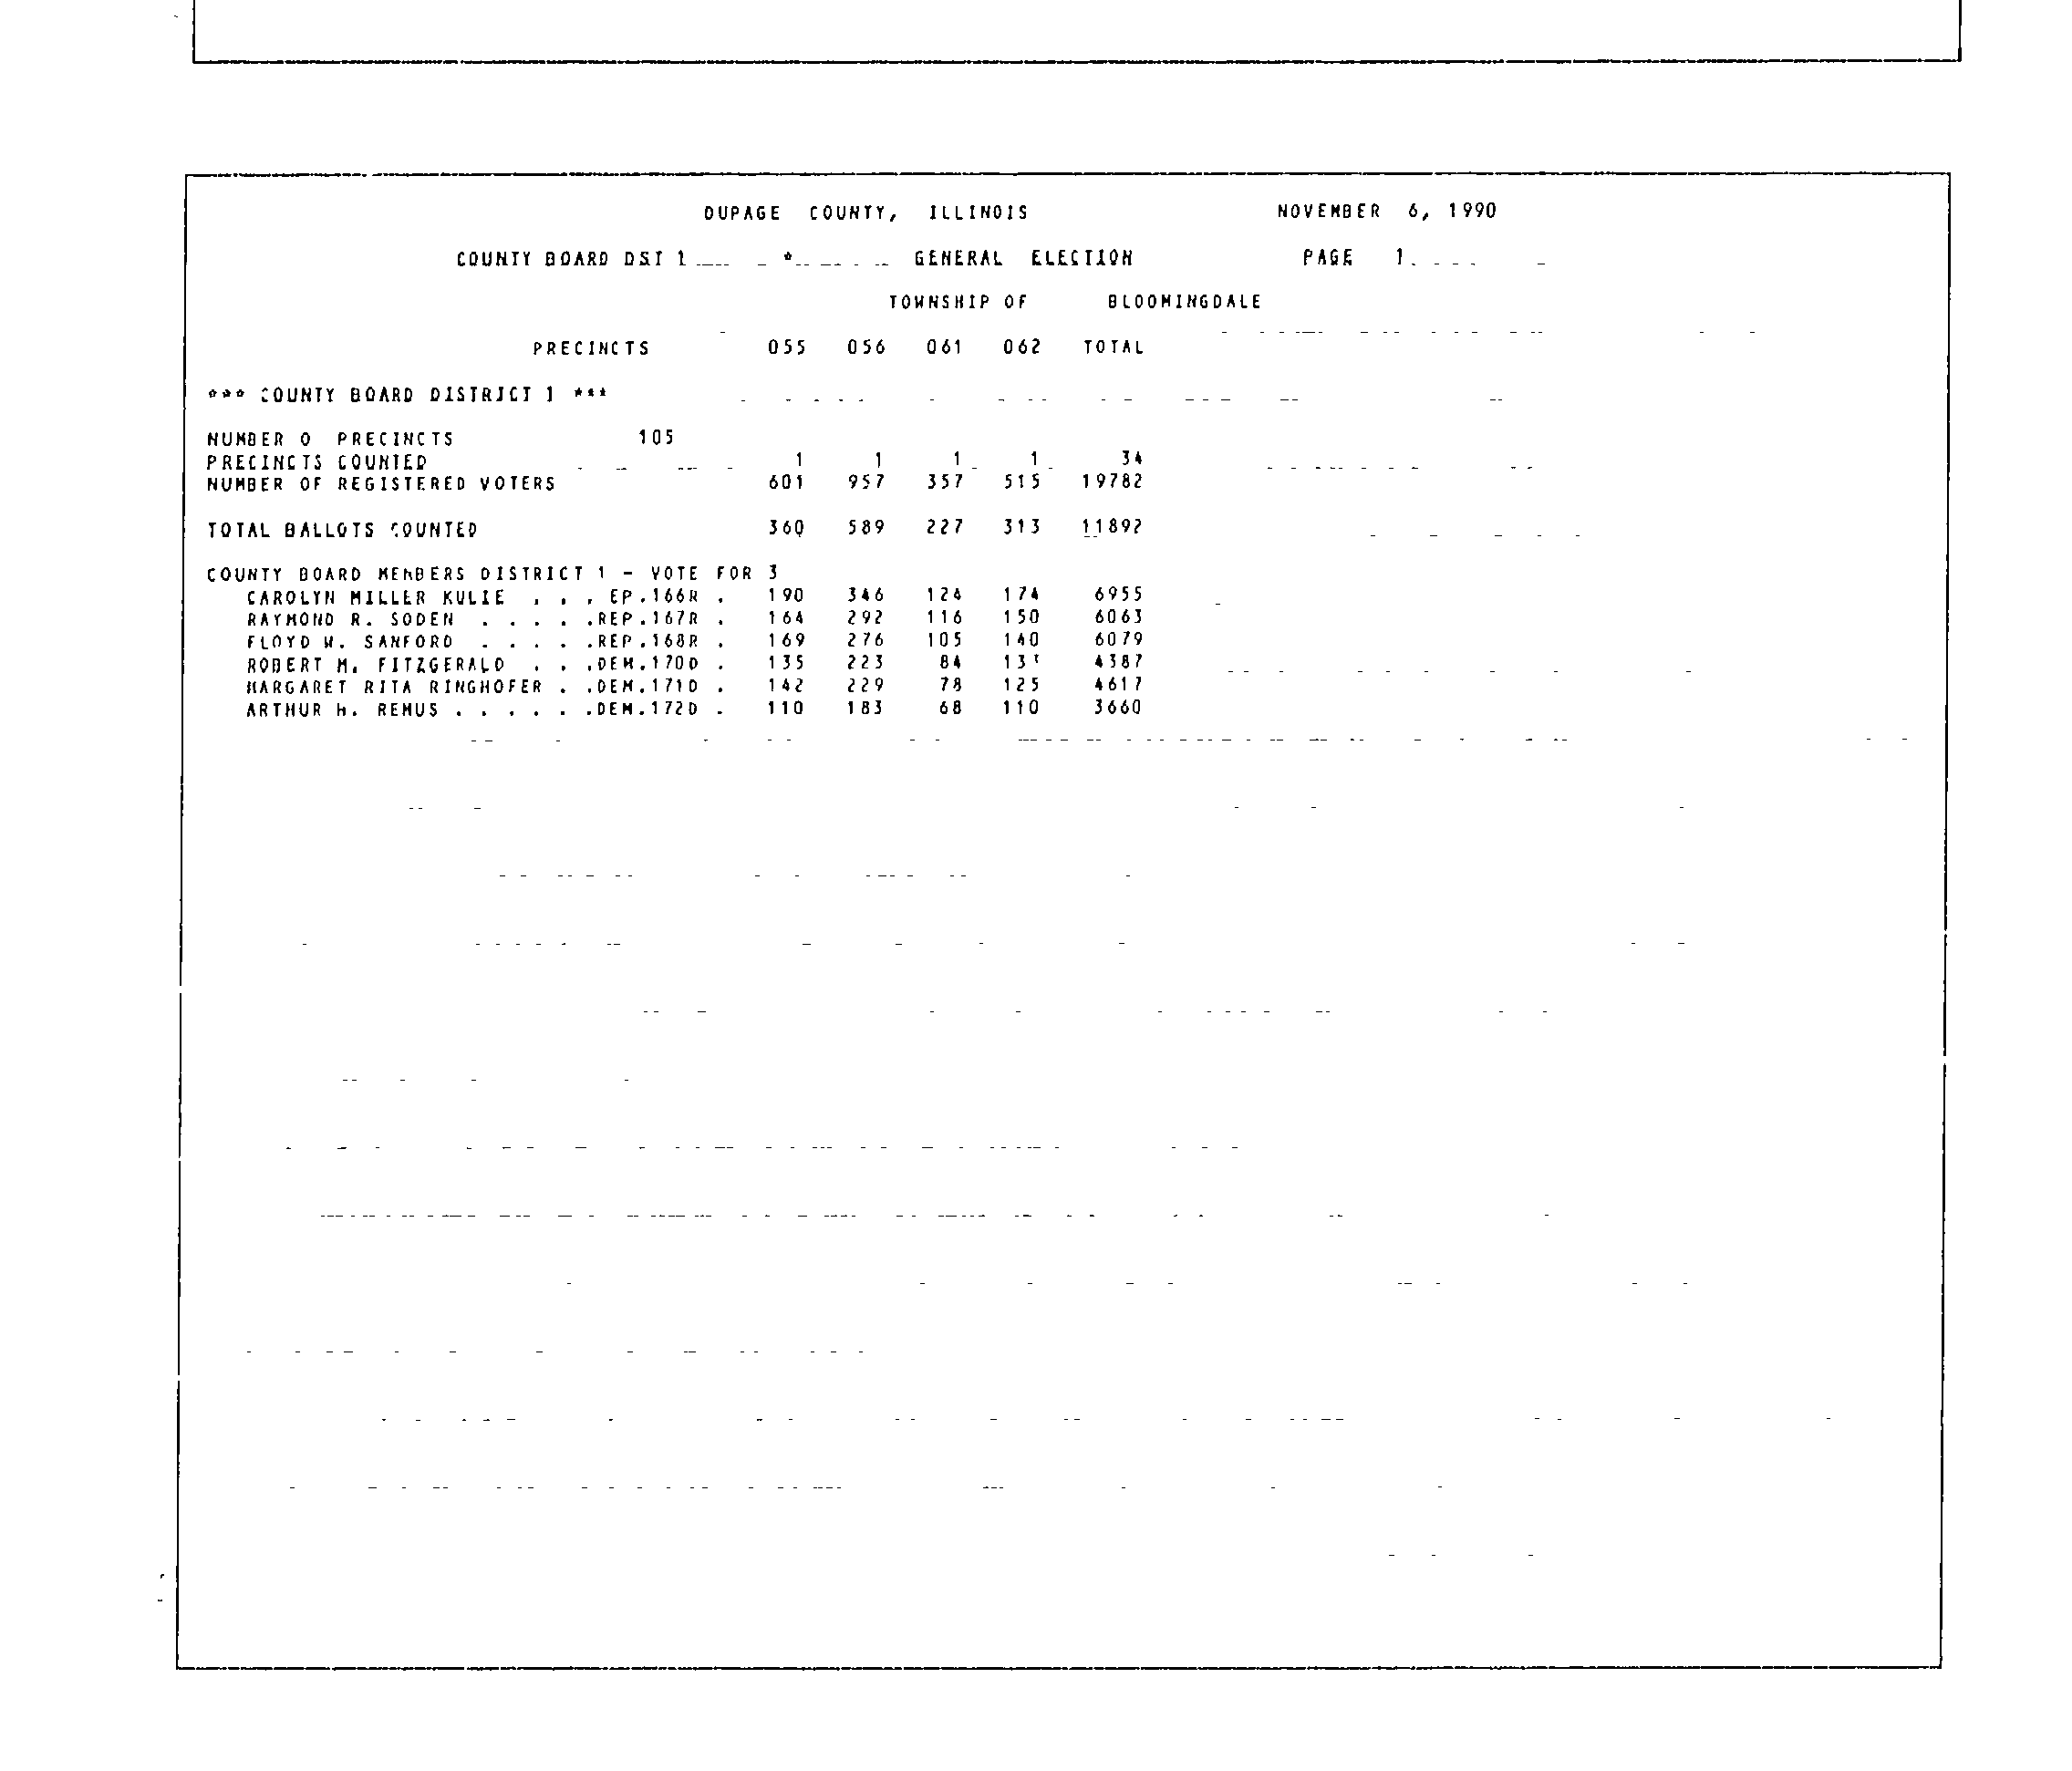 DUPAGE COUNTY, ILLINOIS NOVEMBER 6, 1990
COUNTY BOARD DST 1 * GENERAL ELECTION PAGE 1
TOWNSHIP OF BLOOMINGDALE
PRECINCTS 055 056 061 062 TOTAL
*** COUNTY BOARD DISTRICT 1 ***
NUMBER O PRECINCTS 105
PRECINCTS COUNTED 1 1 1 1 34
NUMBER OF REGISTERED VOTERS 601 957 357 515 19782
TOTAL BALLOTS COUNTED 360 589 227 313 11892
COUNTY BOARD MEMBERS DISTRICT 1 - VOTE FOR 3
CAROLYN MILLER KULIE . . . EP.166R . 190 346 124 174 6955
RAYMOND R. SODEN . . . . .REP.167R . 164 292 116 150 6063
FLOYD W. SANFORD . . . . .REP.168R . 169 276 105 140 6079
ROBERT M. FITZGERALD . . .DEM.170D . 135 223 84 4387
MARGARET RITA RINGHOFER . .DEM.171D . 142 229 78 125 4617
ARTHUR H. REMUS . . . . . .DEM.172D . 110 183 68 110 3660